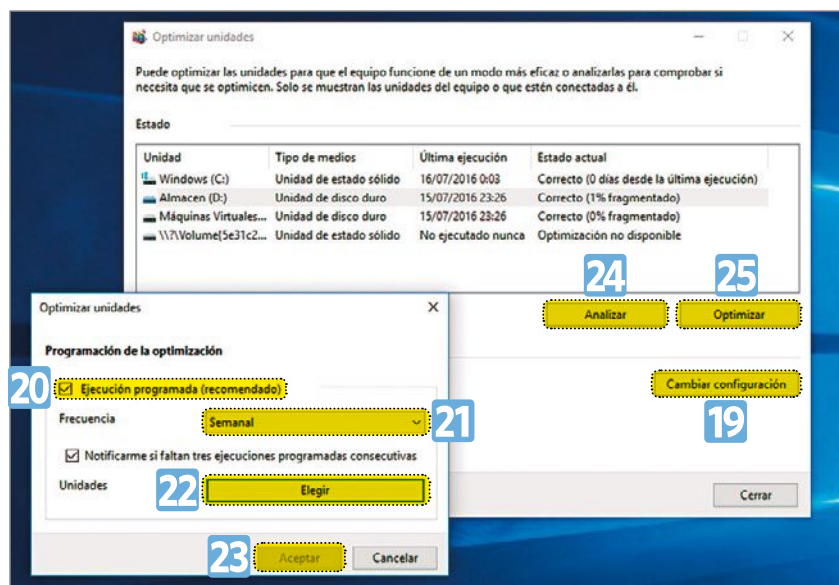 Optimizar unidades
Puede optimizar las unidades para que el equipo funcione de un modo más eficaz o analizarlas para comprobar si
necesita que se optimicen. Solo se muestran las unidades del equipo o que estén conectadas a él.
Estado
Unidad Tipo de medios Última ejecución Estado actual
Windows (C:) Unidad de estado sólido 16/07/2016 0:03 Correcto (0 días desde la última ejecución)
Almacen (D:) Unidad de disco duro 15/07/2016 23:26 Correcto (1% fragmentado)
Máquinas Virtuales... Unidad de disco duro 15/07/2016 23:26 Correcto (0% fragmentado)
\\?\Volume{5e31c2... Unidad de estado sólido No ejecutado nunca Optimización no disponible
24 25
Analizar Optimizar
Cambiar configuración
19
Cerrar
Optimizar unidades
Programación de la optimización
20 Ejecución programada (recomendado)
Frecuencia Semanal 21
Notificarme si faltan tres ejecuciones programadas consecutivas
Unidades 22 Elegir
23 Aceptar Cancelar